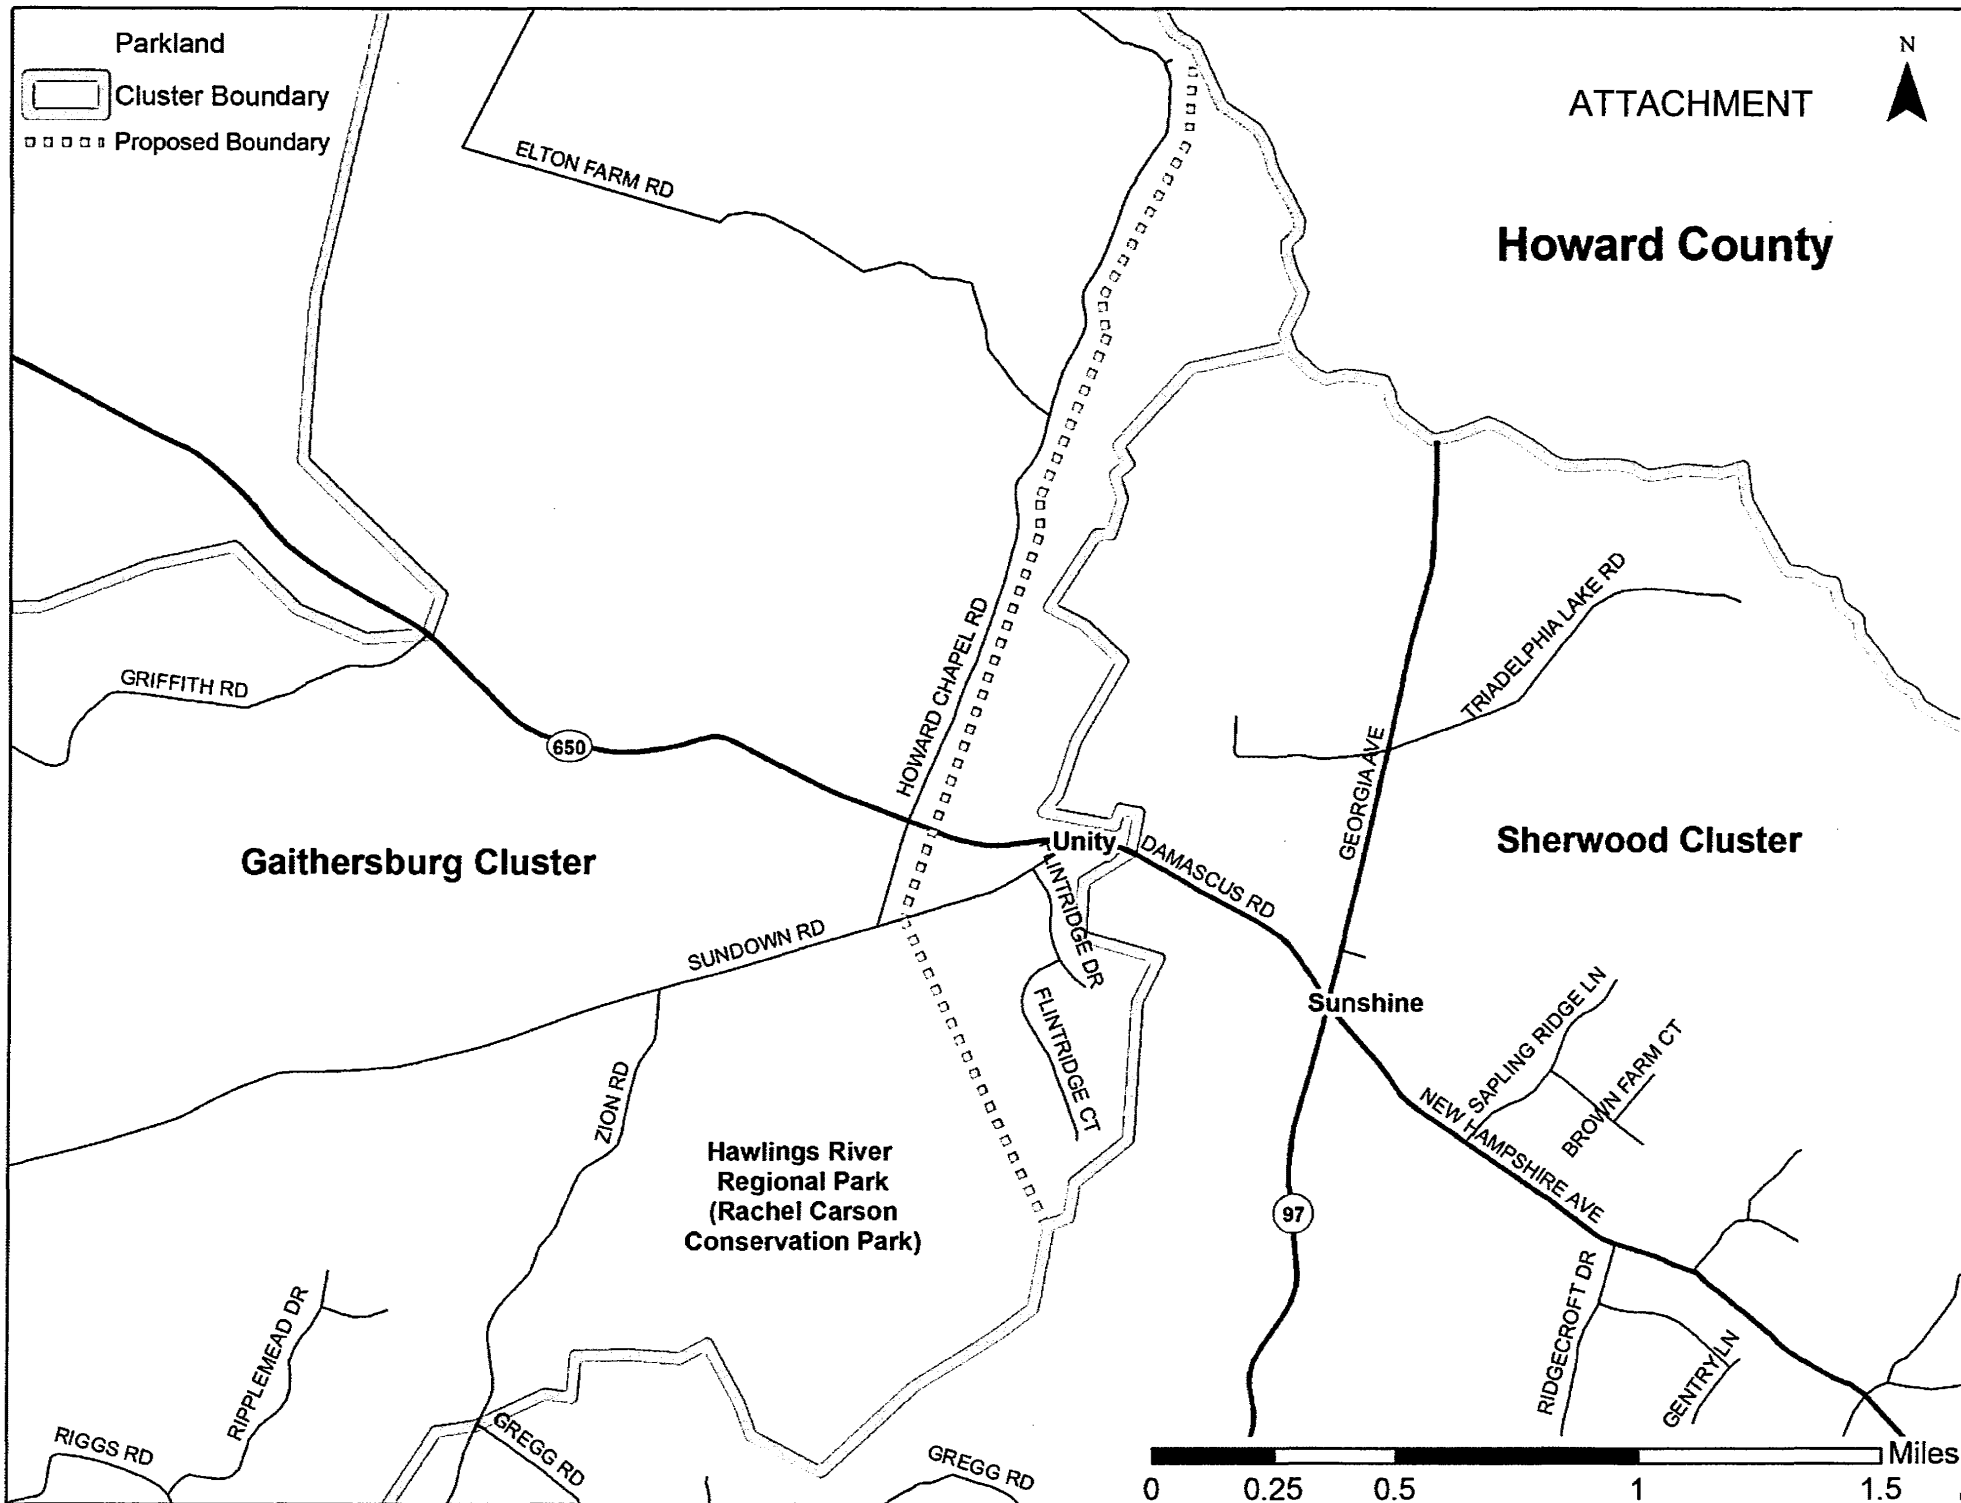 Parkland
Cluster Boundary
Proposed Boundary
ATTACHMENT
N
ELTON FARM RD
Howard County
HOWARD CHAPEL RD
TRIADELPHIA LAKE RD
GRIFFITH RD
650
GEORGIA AVE
Gaithersburg Cluster
Unity
DAMASCUS RD
Sherwood Cluster
SUNDOWN RD
FLINTRIDGE DR
FLINTRIDGE CT
Sunshine
SAPLING RIDGE LN
BROWN FARM CT
NEW HAMPSHIRE AVE
ZION RD
Hawlings River
Regional Park
(Rachel Carson
Conservation Park)
97
RIDGECROFT DR
GENTRY LN
RIPPLEMEAD DR
RIGGS RD
GREGG RD
GREGG RD
Miles
0 0.25 0.5 1 1.5